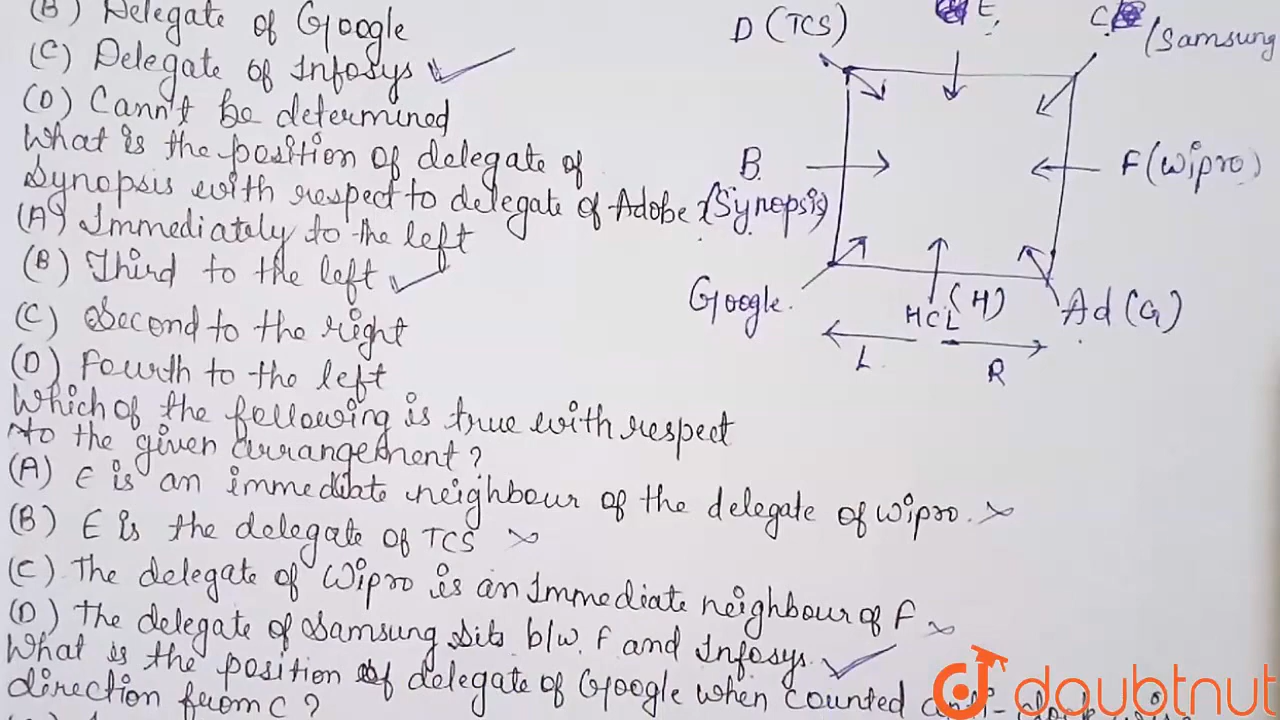 (B) Delegate of Google
(C) Delegate of Infosys
(D) Cann't be determined
What is the position of delegate of
Synopsis with respect to delegate of Adobe?
(A) Immediately to the left
(B) Third to the left
(C) Second to the right
(D) Fourth to the left
Which of the following is true with respect
to the given arrangement?
(A) E is an immediate neighbour of the delegate of Wipro.
(B) E is the delegate of TCS
(C) The delegate of Wipro is an Immediate neighbour of F
(D) The delegate of Samsung sits b/w F and Infosys.
What is the position of delegate of Google when counted anti-clockwise
direction from C?
D (TCS)
E
C
(Samsung
B
(Synopsis)
F (Wipro)
Google.
HCL (H)
Ad (G)
L
R
doubtnut